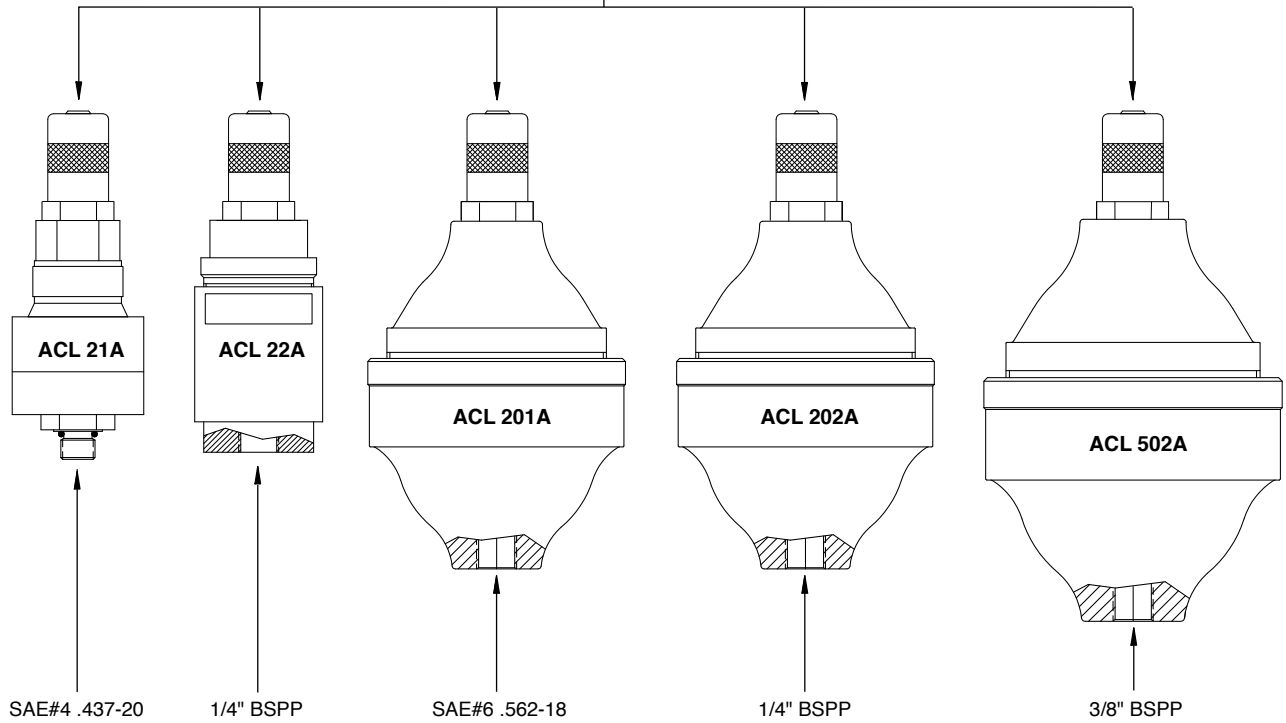 ACL 21A
ACL 22A
ACL 201A
ACL 202A
ACL 502A
SAE#4 .437-20
1/4" BSPP
SAE#6 .562-18
1/4" BSPP
3/8" BSPP